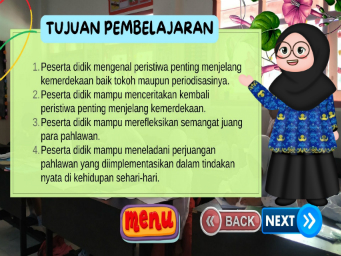 TUJUAN PEMBELAJARAN
1. Peserta didik mengenal peristiwa penting menjelang
kemerdekaan baik tokoh maupun periodisasinya.
2. Peserta didik mampu menceritakan kembali
peristiwa penting menjelang kemerdekaan.
3. Peserta didik mampu merefleksikan semangat juang
para pahlawan.
4. Peserta didik mampu meneladani perjuangan
pahlawan yang diimplementasikan dalam tindakan
nyata di kehidupan sehari-hari.
menu
BACK
NEXT